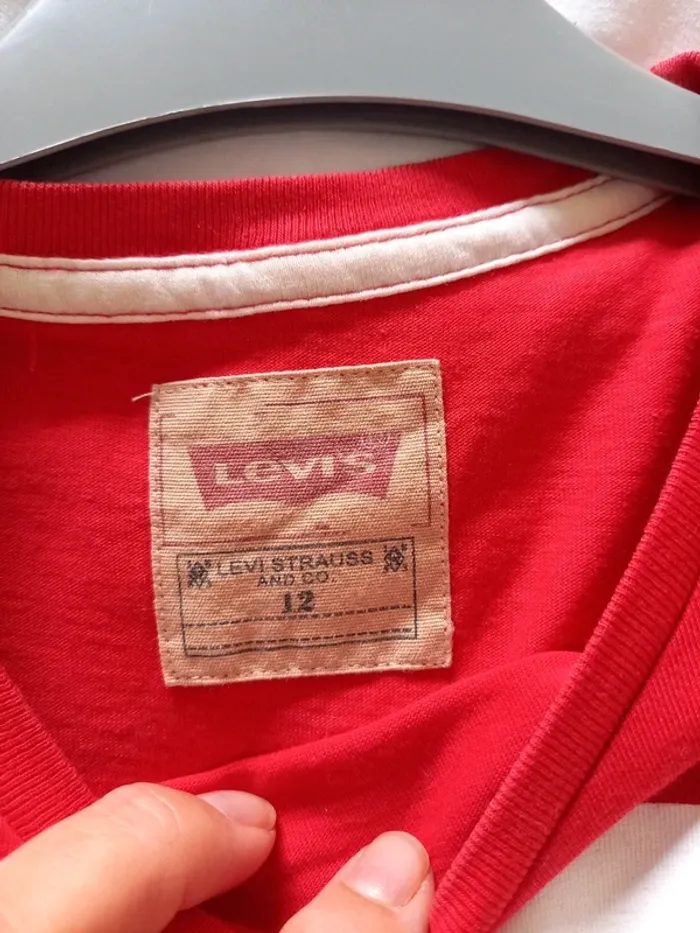 LEVI'S
LEVI STRAUSS
AND CO.
12